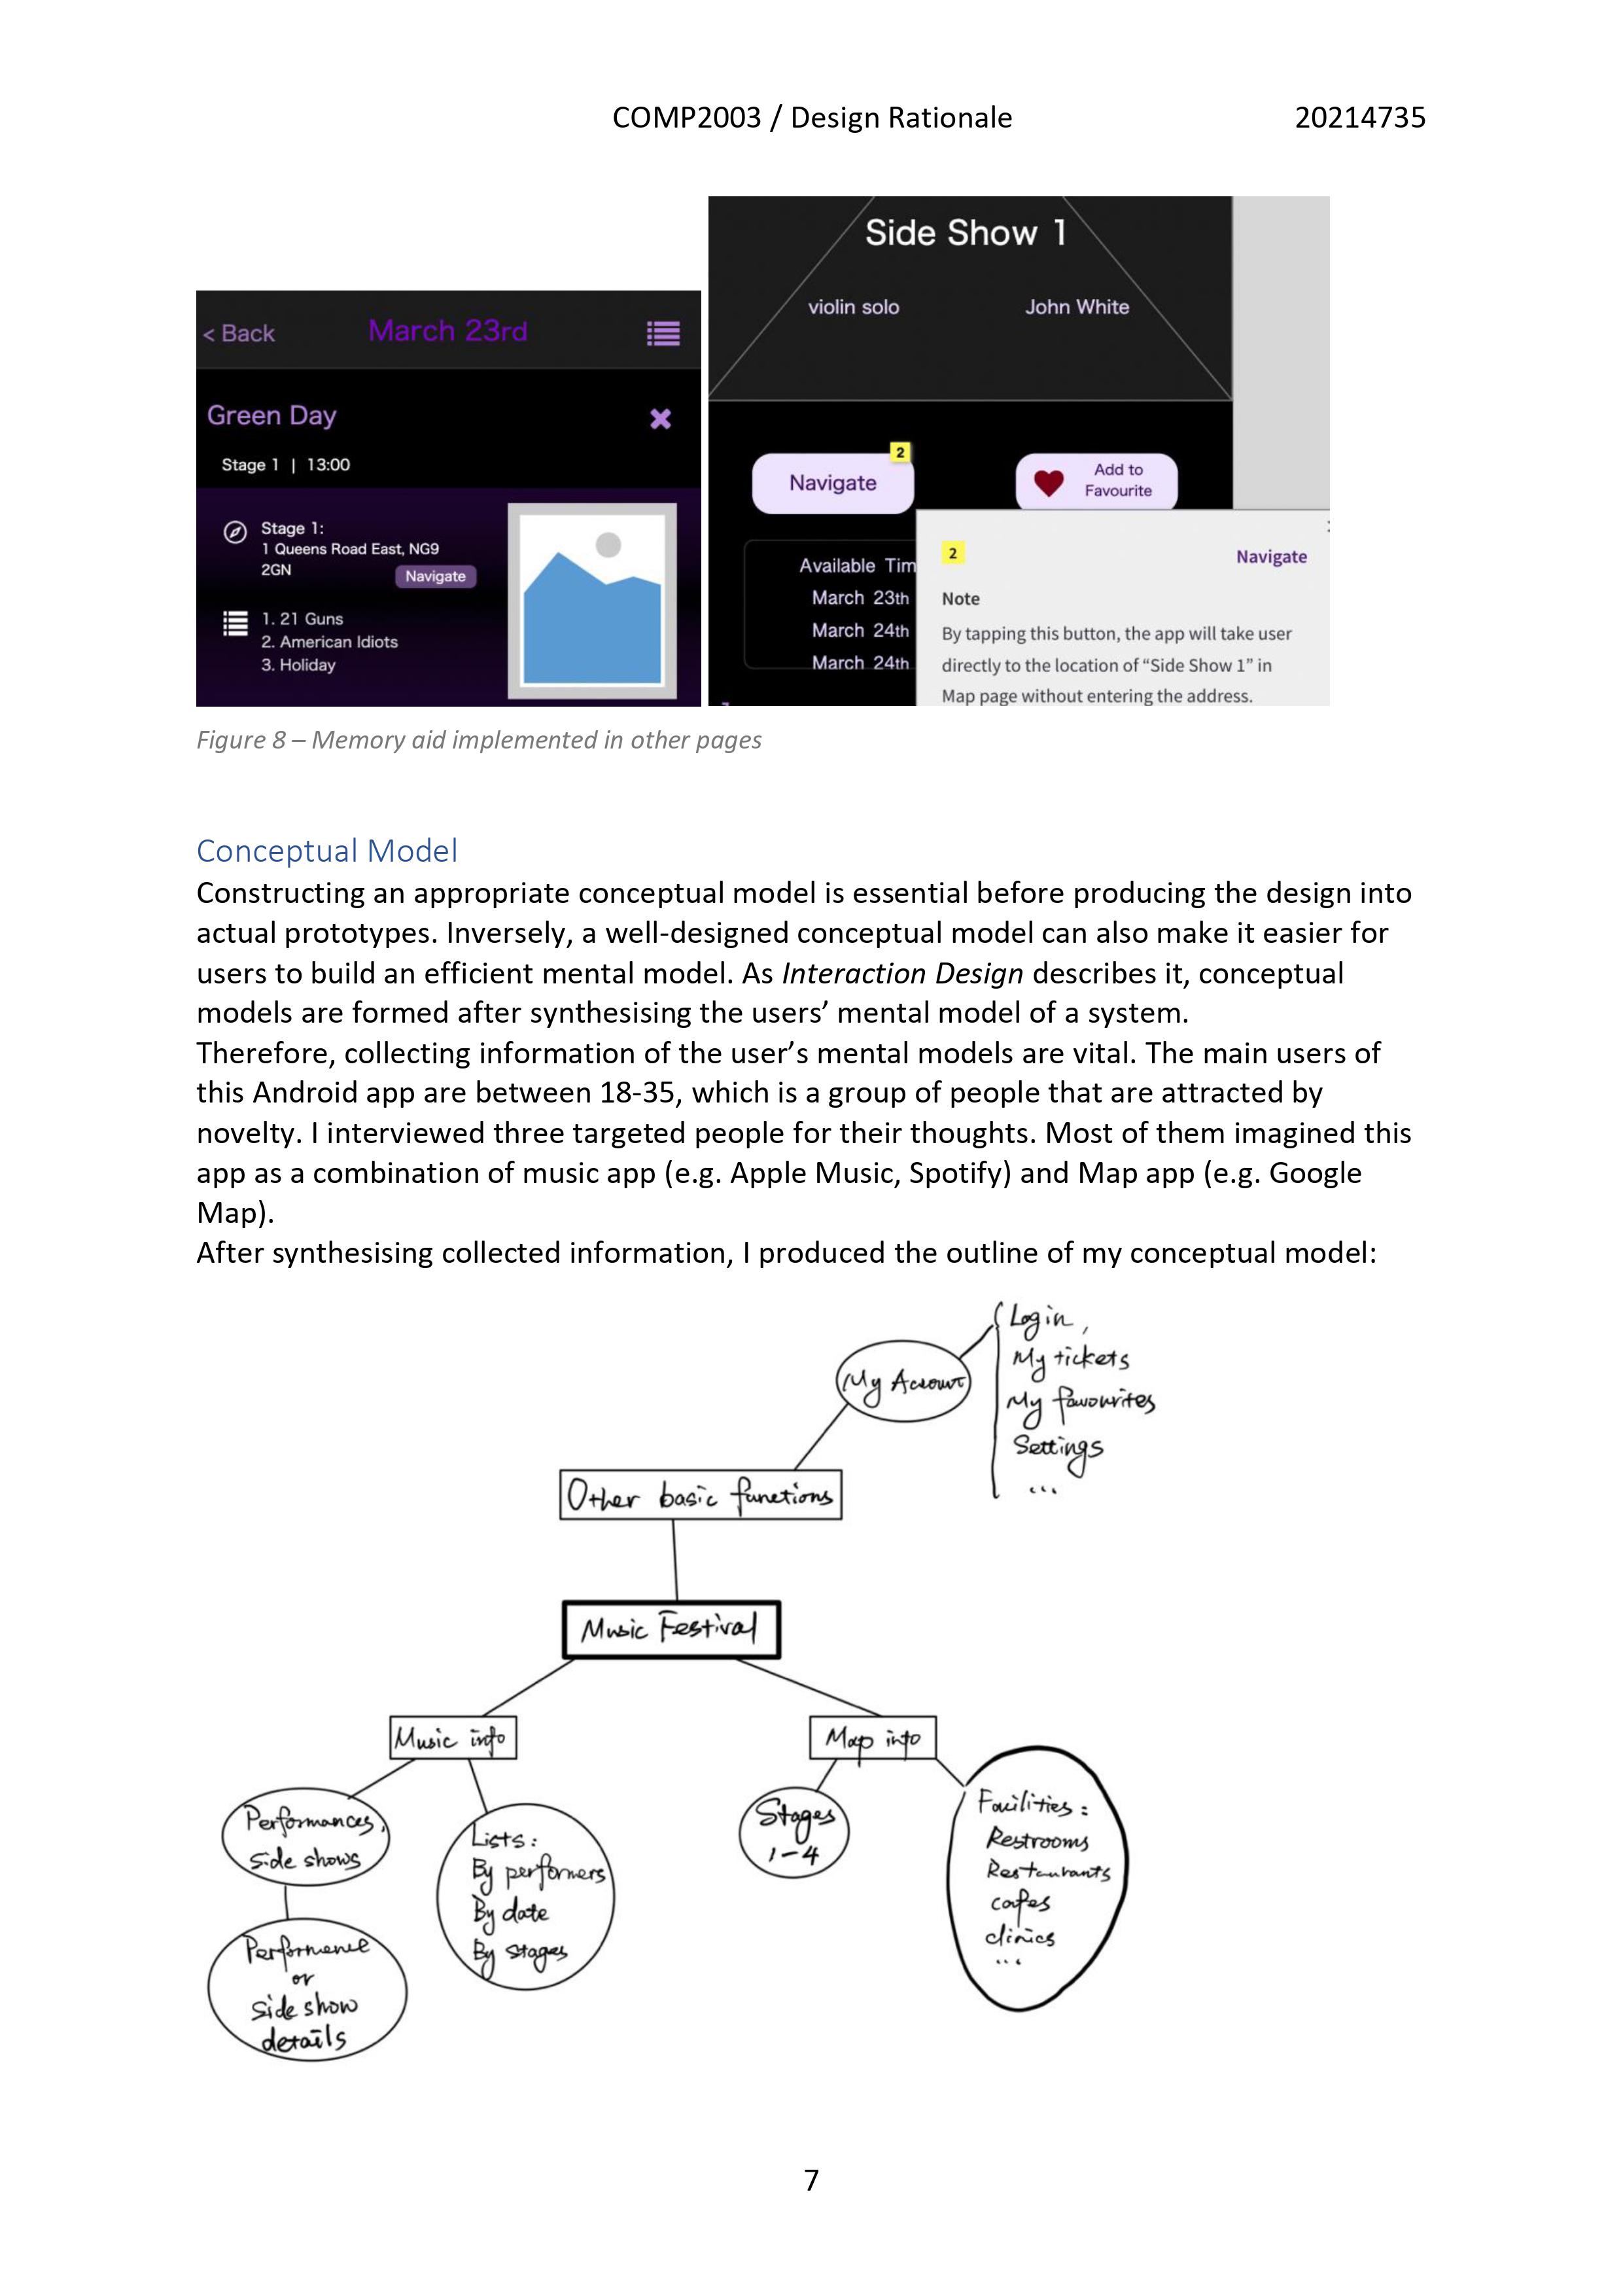 COMP2003 / Design Rationale 20214735
< Back March 23rd
Green Day
Stage 1 | 13:00
Stage 1:
1 Queens Road East, NG9
2GN
Navigate
1. 21 Guns
2. American Idiots
3. Holiday
Side Show 1
violin solo John White
2
Navigate
Add to
Favourite
Available Tim
March 23th
March 24th
March 24th
2 Navigate
Note
By tapping this button, the app will take user
directly to the location of “Side Show 1” in
Map page without entering the address.
Figure 8 – Memory aid implemented in other pages
Conceptual Model
Constructing an appropriate conceptual model is essential before producing the design into
actual prototypes. Inversely, a well-designed conceptual model can also make it easier for
users to build an efficient mental model. As Interaction Design describes it, conceptual
models are formed after synthesising the users’ mental model of a system.
Therefore, collecting information of the user’s mental models are vital. The main users of
this Android app are between 18-35, which is a group of people that are attracted by
novelty. I interviewed three targeted people for their thoughts. Most of them imagined this
app as a combination of music app (e.g. Apple Music, Spotify) and Map app (e.g. Google
Map).
After synthesising collected information, I produced the outline of my conceptual model:
Login,
My tickets
My favourites
Settings
...
My Account
Other basic functions
Music Festival
Music info
Map info
Performances,
side shows
Lists:
By performers
By date
By stages
Stages
1-4
Facilities:
Restrooms
Restaurants
cafes
clinics
...
Performence
or
side show
details
7